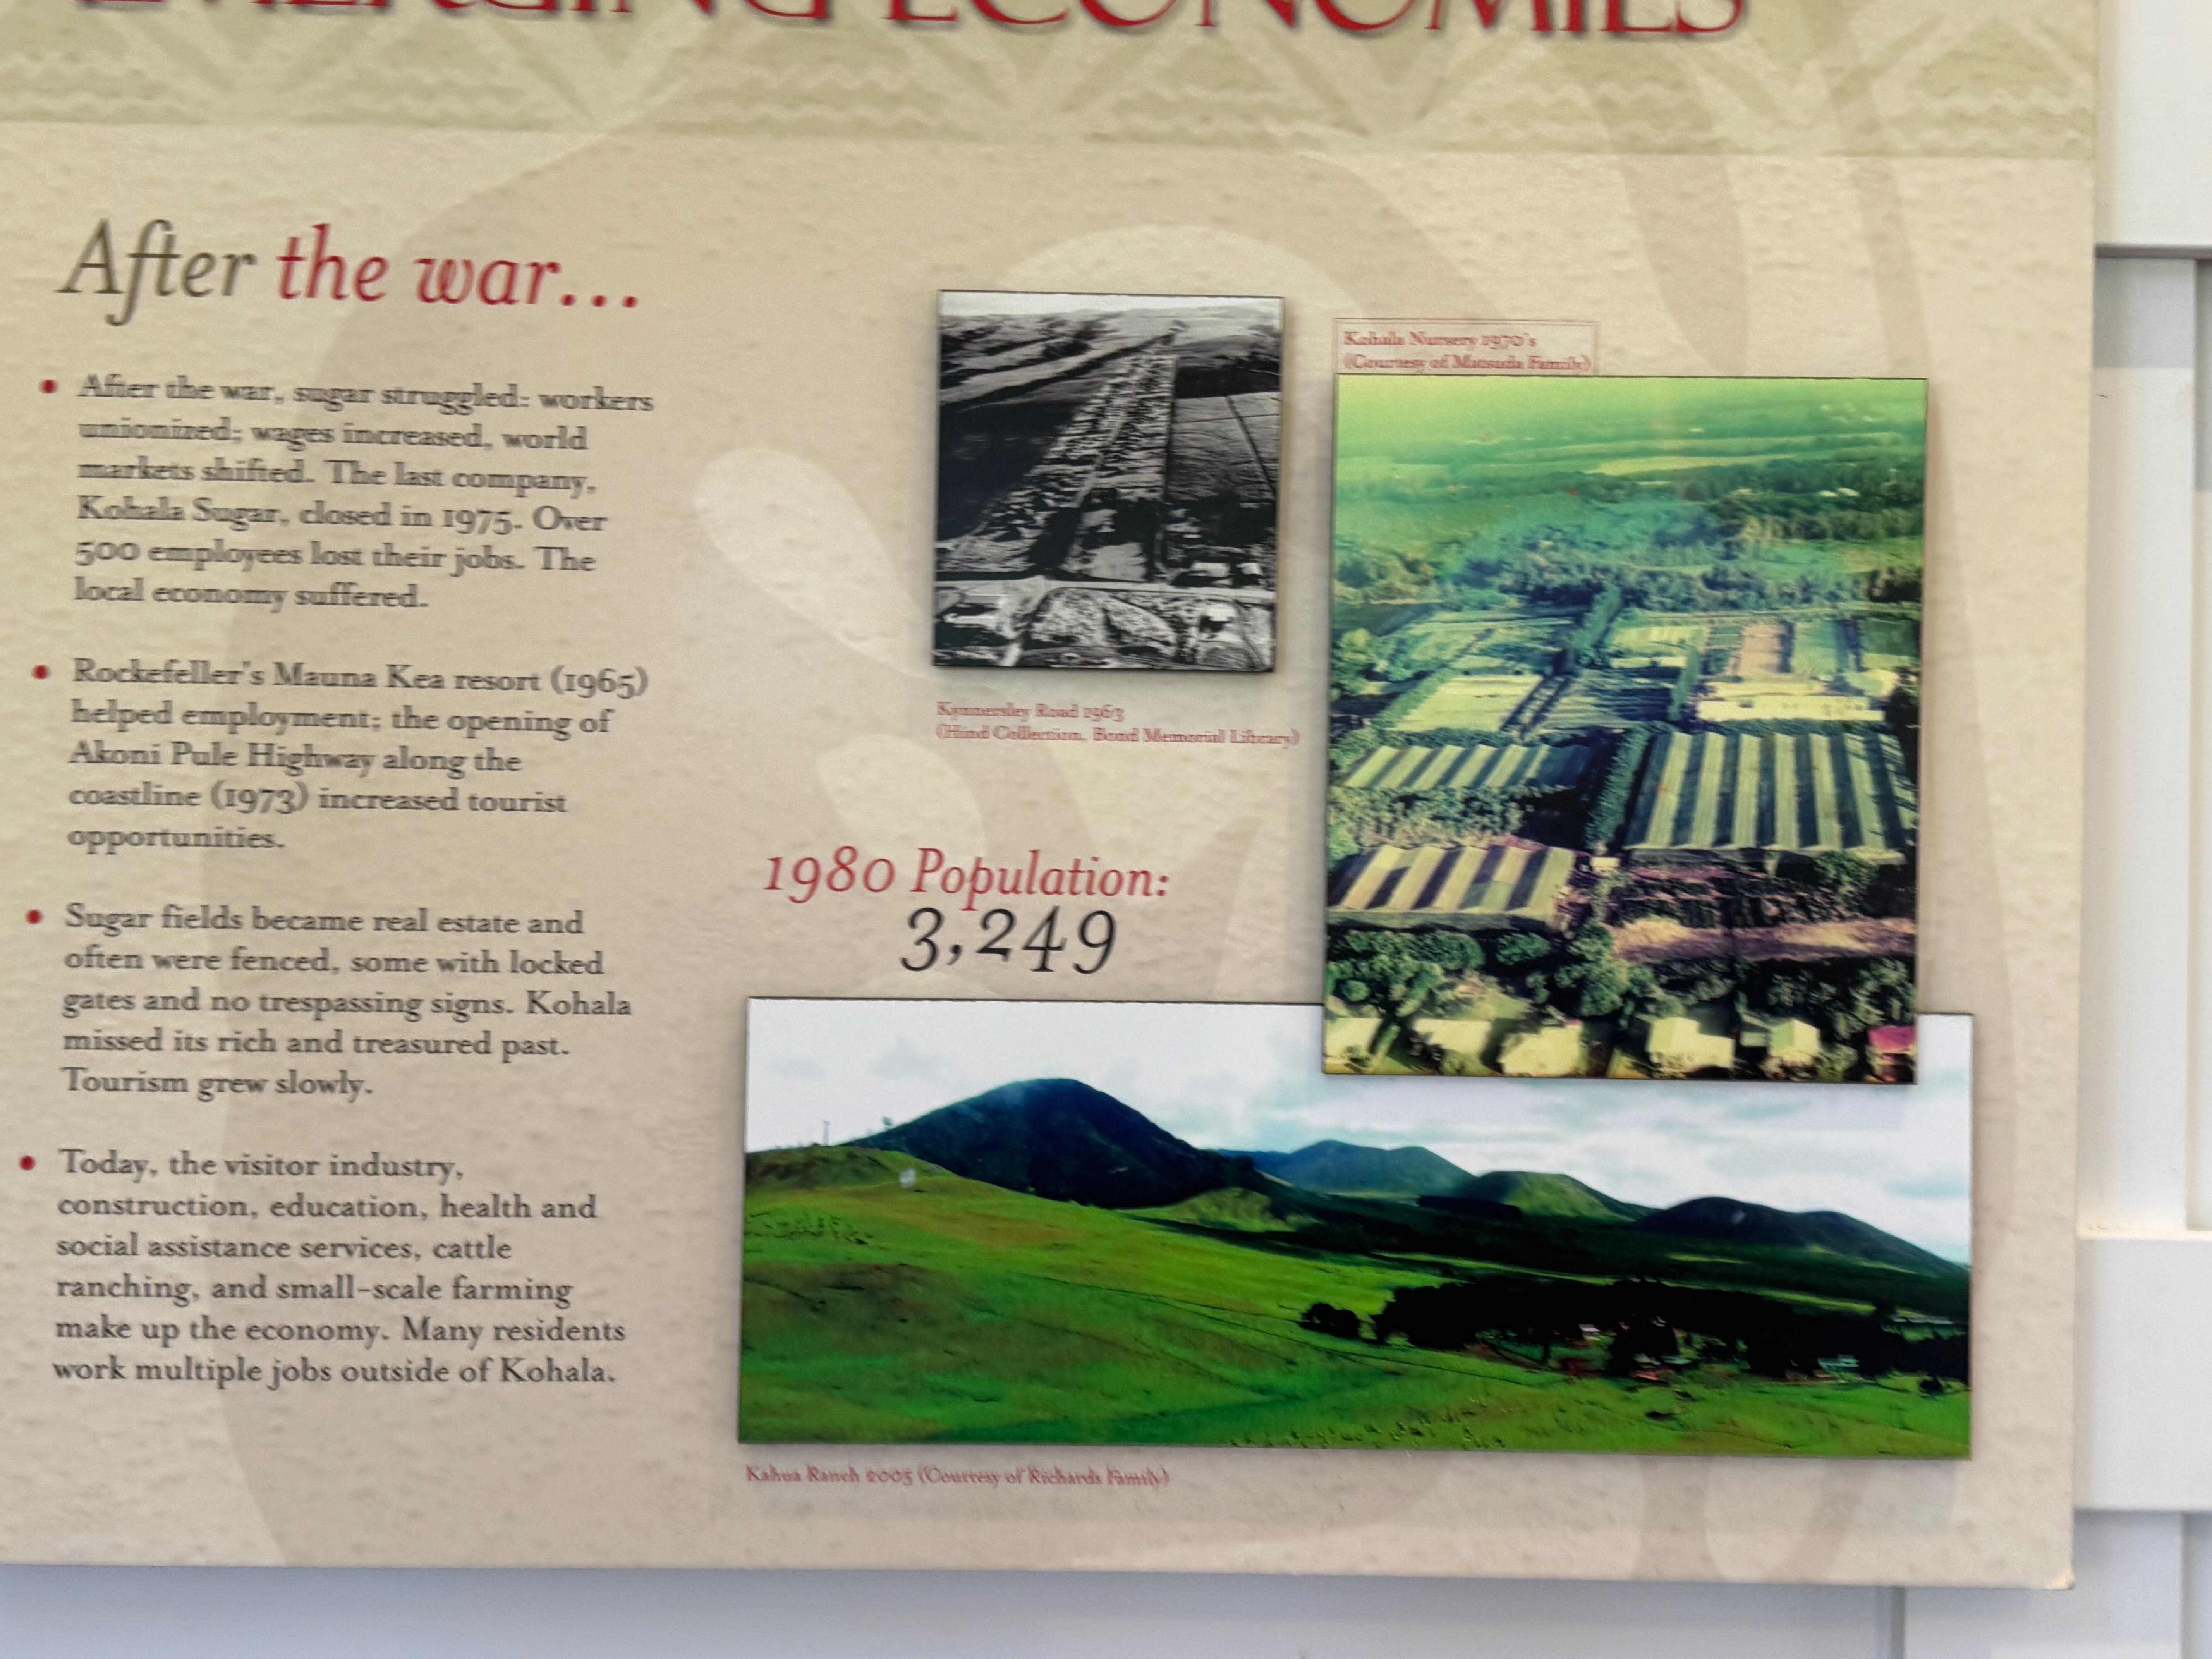 EMERGING ECONOMIES
After the war...
• After the war, sugar struggled: workers
unionized; wages increased, world
markets shifted. The last company,
Kohala Sugar, closed in 1975. Over
500 employees lost their jobs. The
local economy suffered.
• Rockefeller's Mauna Kea resort (1965)
helped employment; the opening of
Akoni Pule Highway along the
coastline (1973) increased tourist
opportunities.
• Sugar fields became real estate and
often were fenced, some with locked
gates and no trespassing signs. Kohala
missed its rich and treasured past.
Tourism grew slowly.
• Today, the visitor industry,
construction, education, health and
social assistance services, cattle
ranching, and small-scale farming
make up the economy. Many residents
work multiple jobs outside of Kohala.
Kynnersley Road 1963
(Hind Collection, Bond Memorial Library)
Kohala Nursery 1970's
(Courtesy of Matsuda Family)
1980 Population:
3,249
Kahua Ranch 2005 (Courtesy of Richards Family)